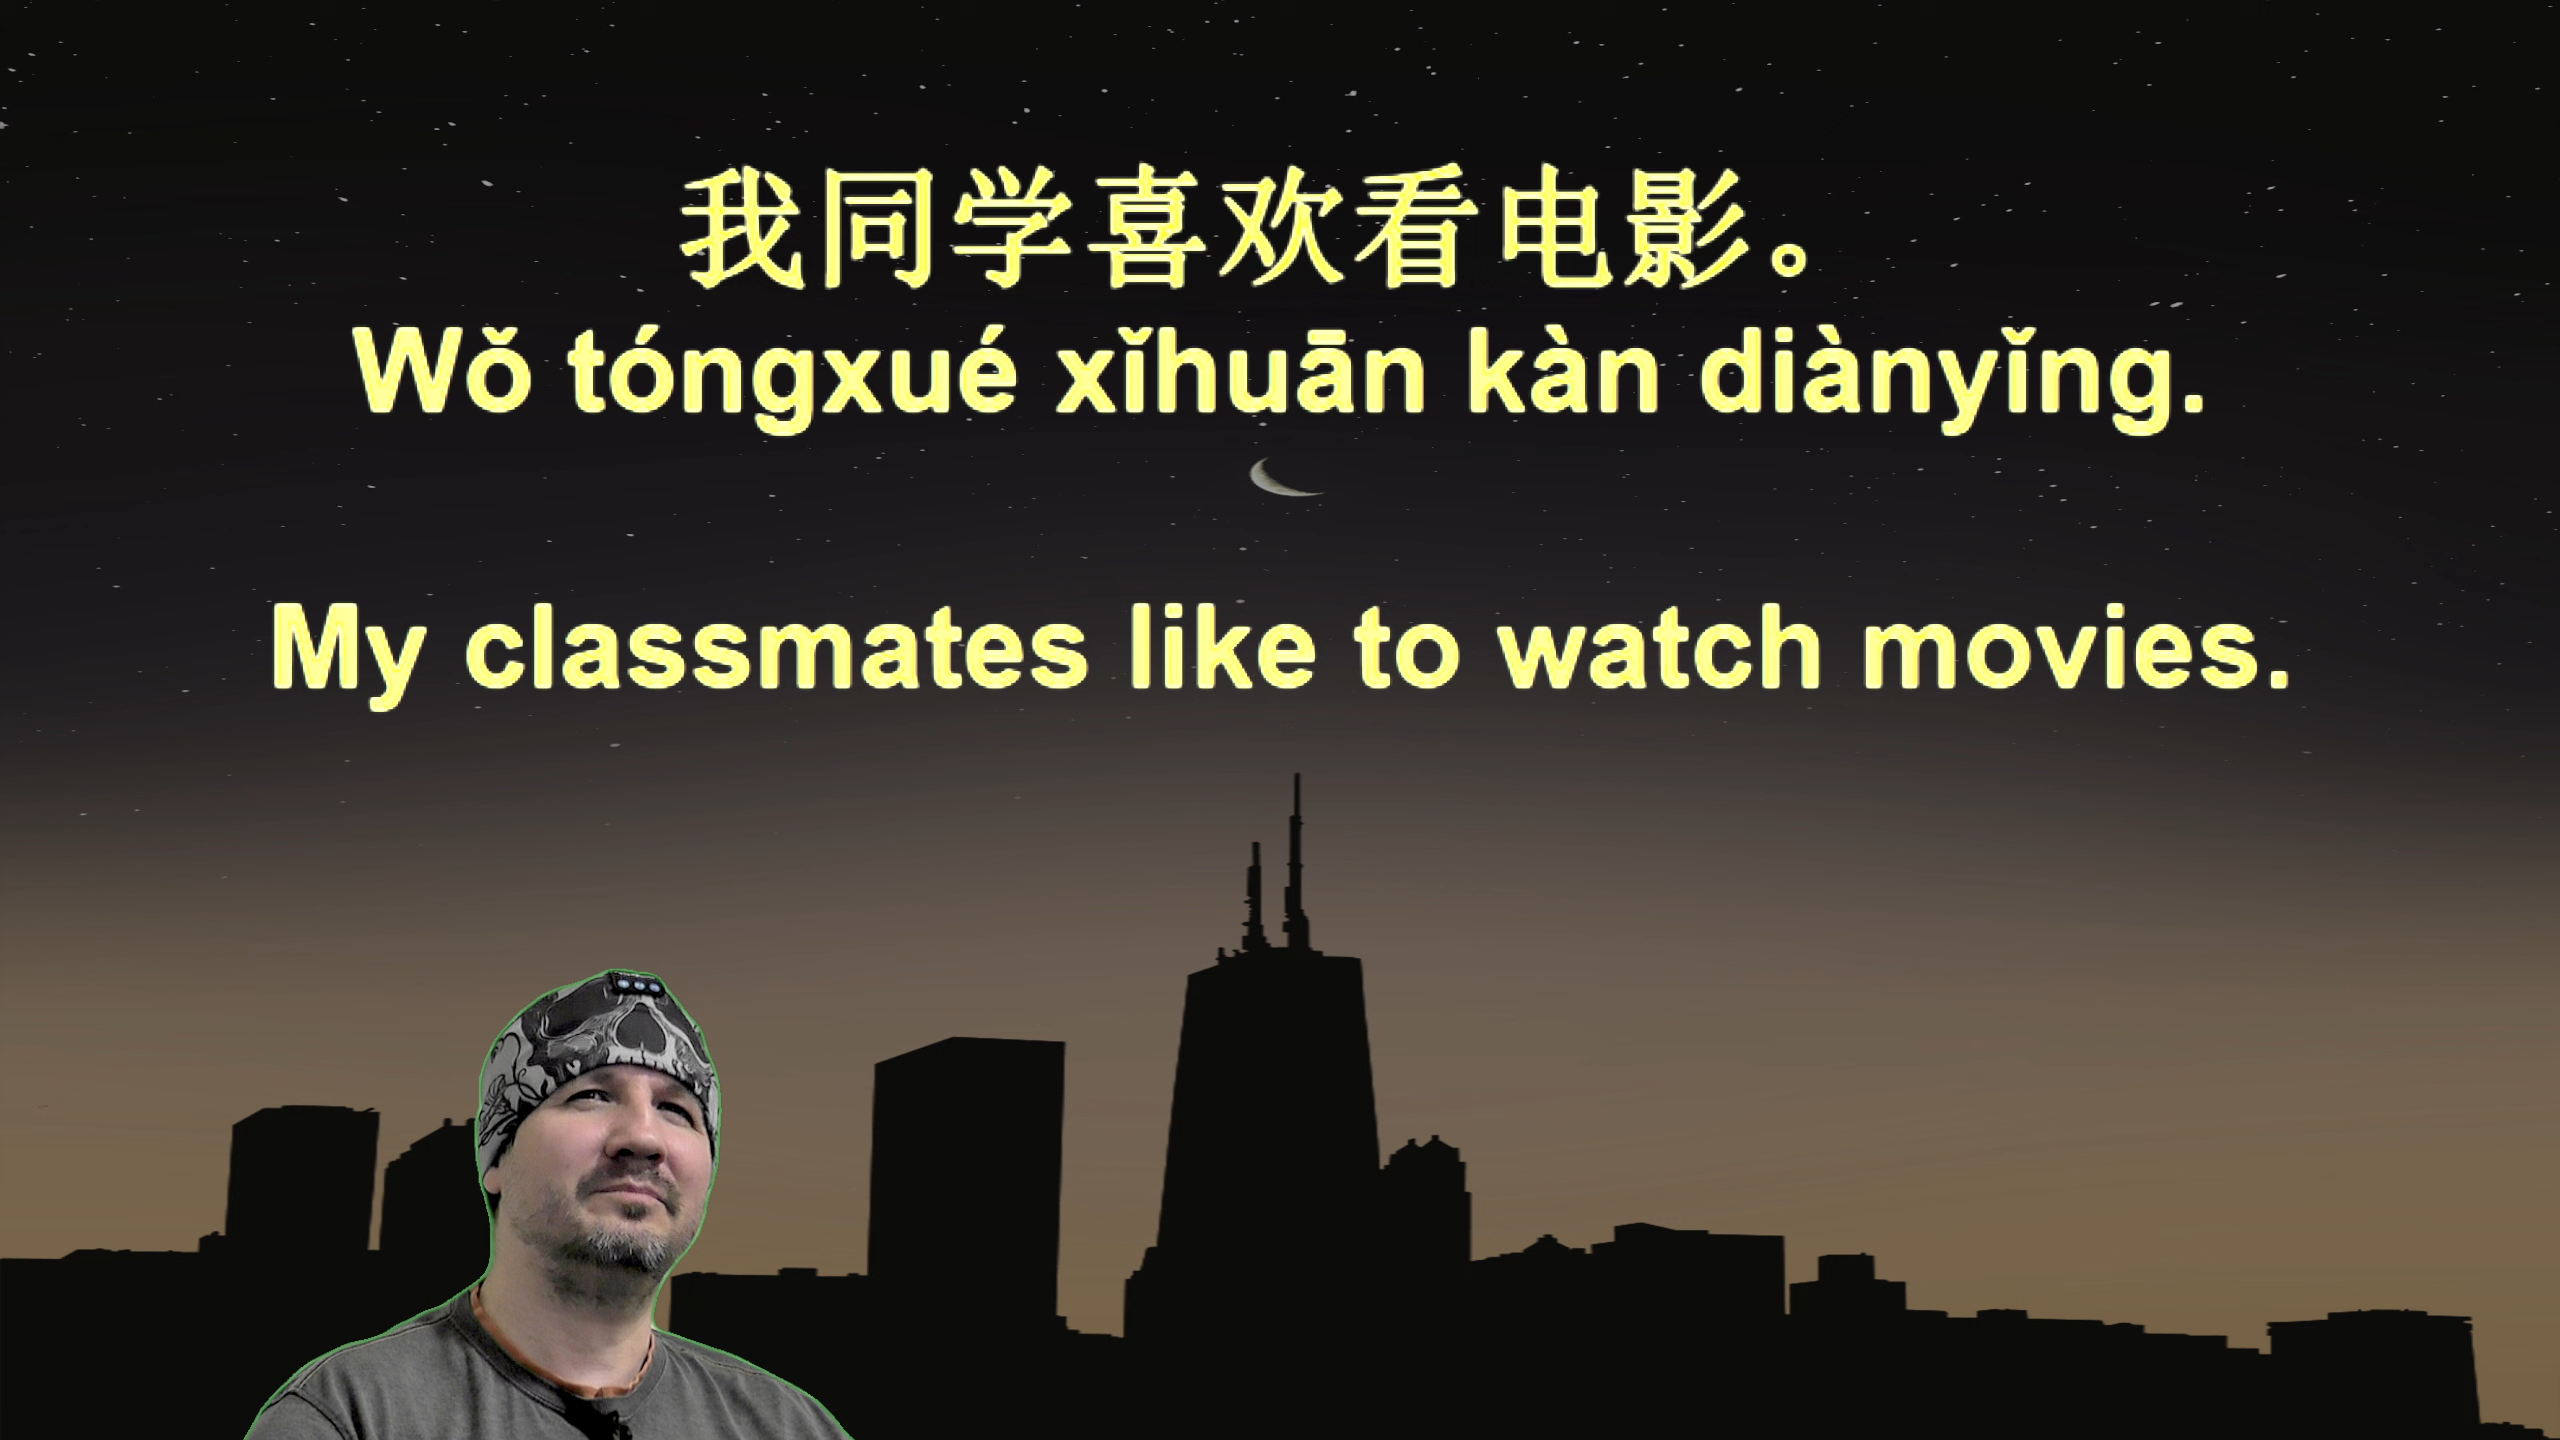 我同学喜欢看电影。
Wǒ tóngxué xǐhuān kàn diànyǐng.
My classmates like to watch movies.